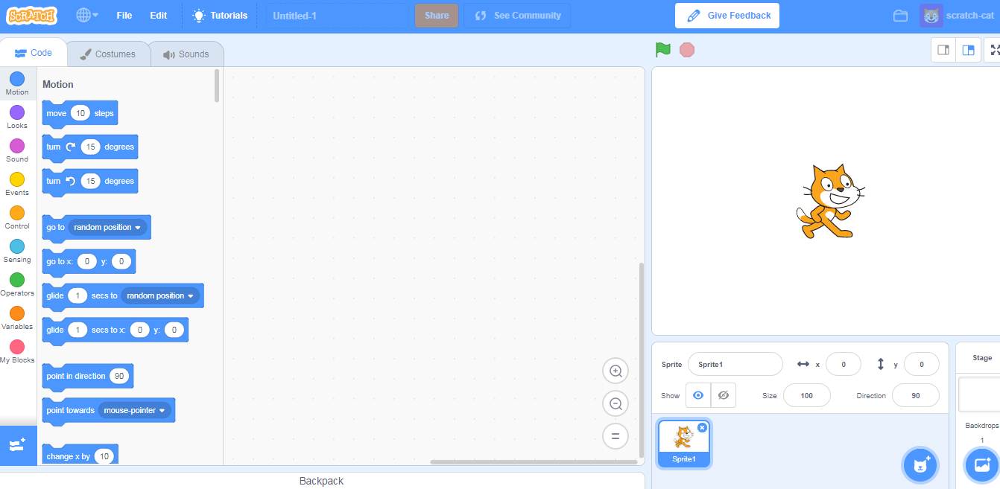 SCRATCH File Edit Tutorials Untitled-1 Share See Community Give Feedback scratch-cat
Code Costumes Sounds
Motion
Looks
Sound
Events
Control
Sensing
Operators
Variables
My Blocks
Motion
move 10 steps
turn 15 degrees
turn 15 degrees
go to random position
go to x: 0 y: 0
glide 1 secs to random position
glide 1 secs to x: 0 y: 0
point in direction 90
point towards mouse-pointer
change x by 10
Backpack
Sprite Sprite1 x 0 y 0
Show Size 100 Direction 90
Sprite1
Stage
Backdrops
1